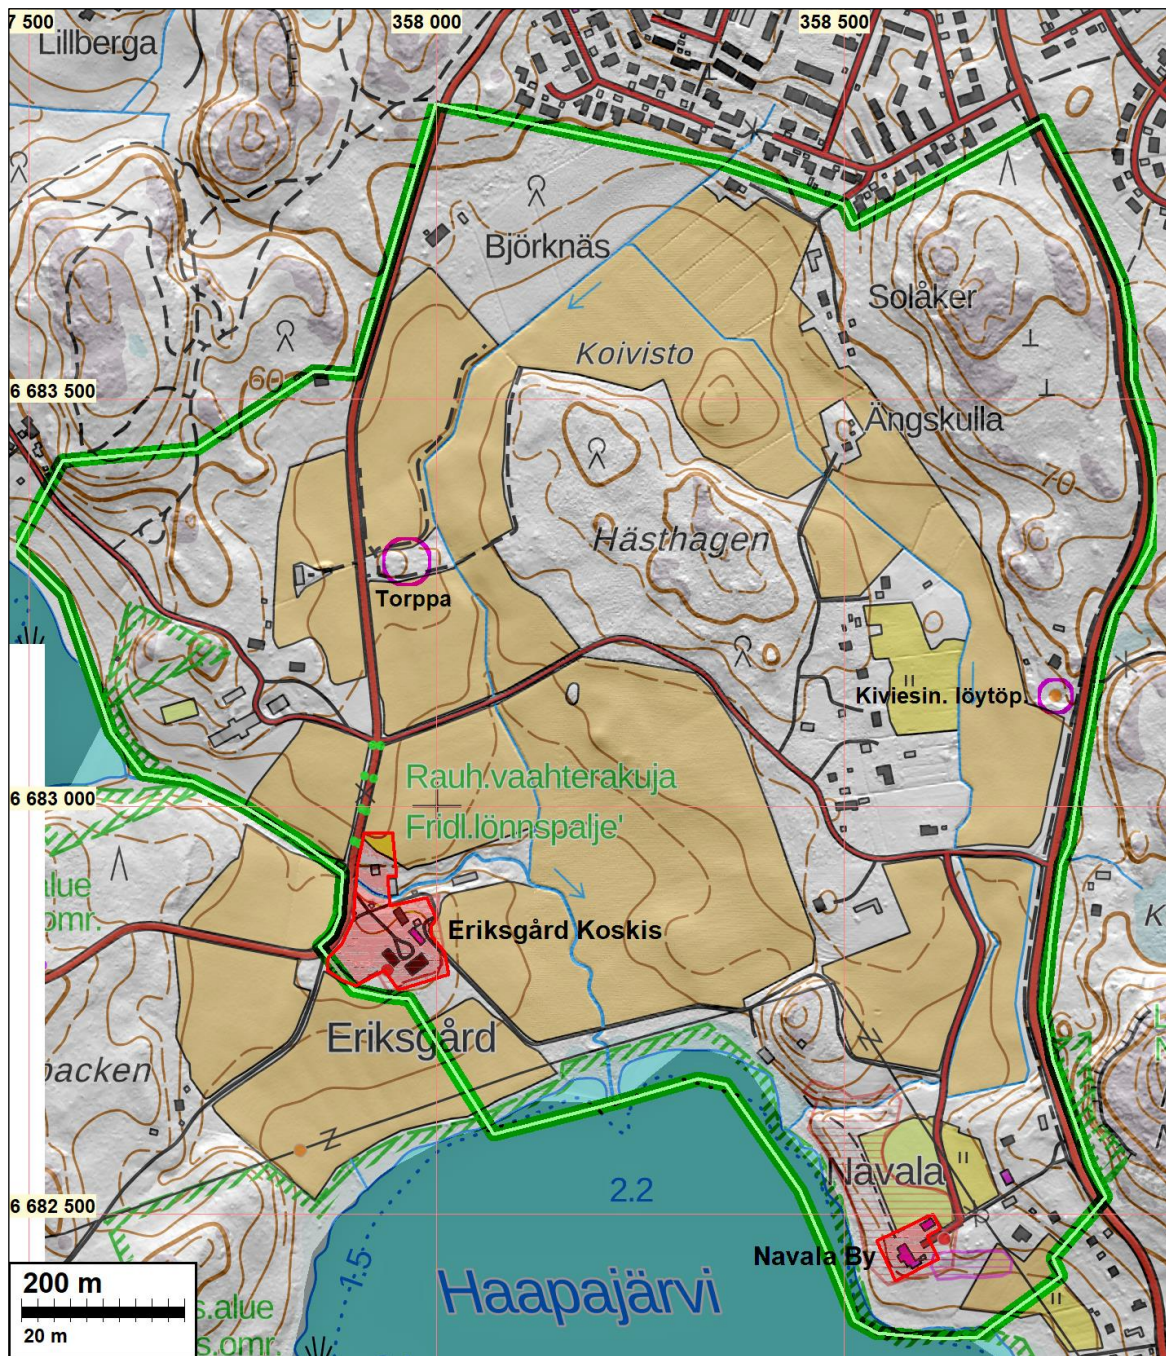 7 500
358 000
358 500
Lillberga
Björknäs
Solåker
Koivisto
6 683 500
60
Ängskulla
70
Hästhagen
Torppa
Kiviesin. löytöp.
Rauh.vaahterakuja
6 683 000
Fridl.lönnspalje'
alue
omr.
K
Eriksgård Koskis
Eriksgård
backen
Navala
2.2
6 682 500
Navala By
1.5
Haapajärvi
200 m
20 m
s.alue
s.omr.